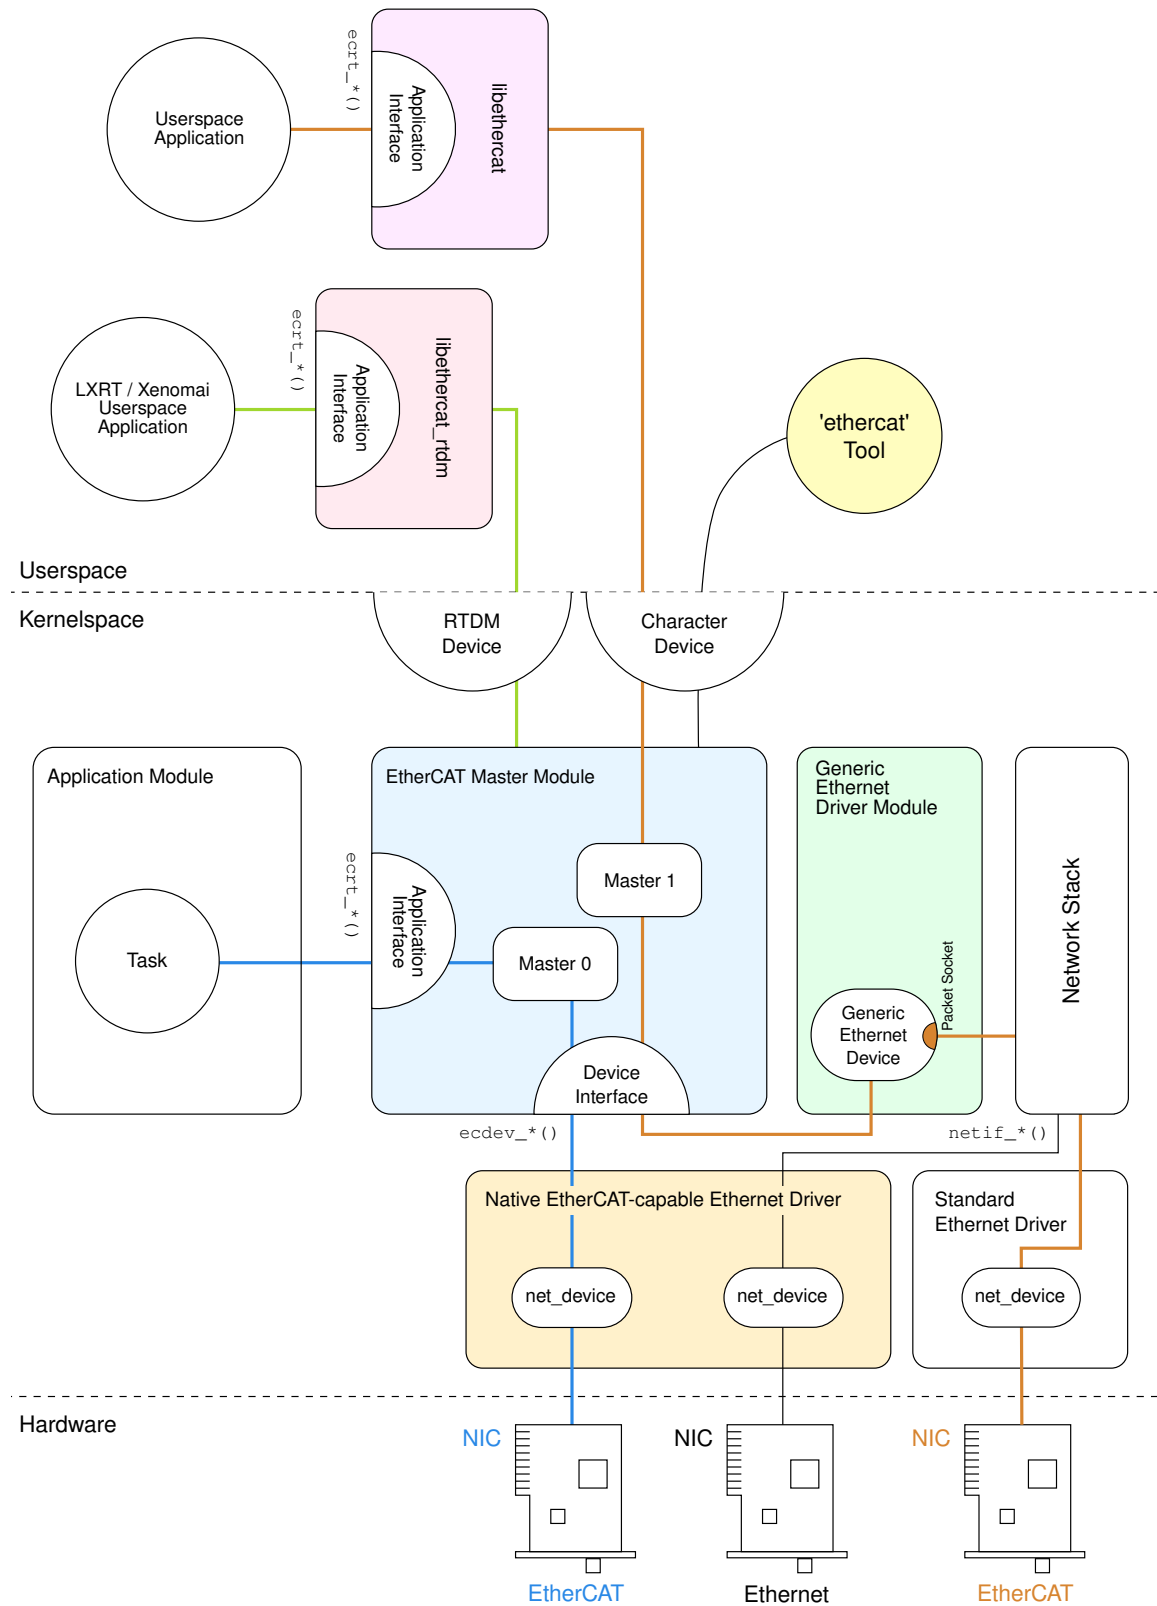 ecrt_*()
Userspace
Application
Application
Interface
libethercat
ecrt_*()
LXRT / Xenomai
Userspace
Application
Application
Interface
libethercat_rtdm
'ethercat'
Tool
Userspace
Kernelspace
RTDM
Device
Character
Device
Application Module
EtherCAT Master Module
Generic
Ethernet
Driver Module
ecrt_*()
Task
Application
Interface
Master 1
Master 0
Network Stack
Packet Socket
Generic
Ethernet
Device
Device
Interface
ecdev_*()
netif_*()
Native EtherCAT-capable Ethernet Driver
Standard
Ethernet Driver
net_device
net_device
net_device
Hardware
NIC
NIC
NIC
EtherCAT
Ethernet
EtherCAT